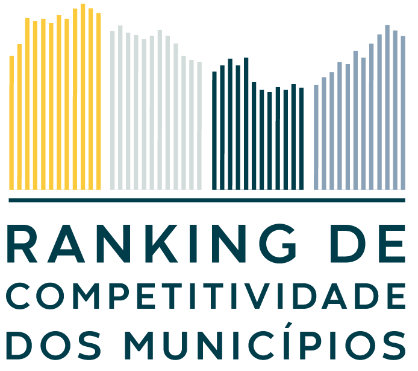 RANKING DE
COMPETITIVIDADE
DOS MUNICÍPIOS